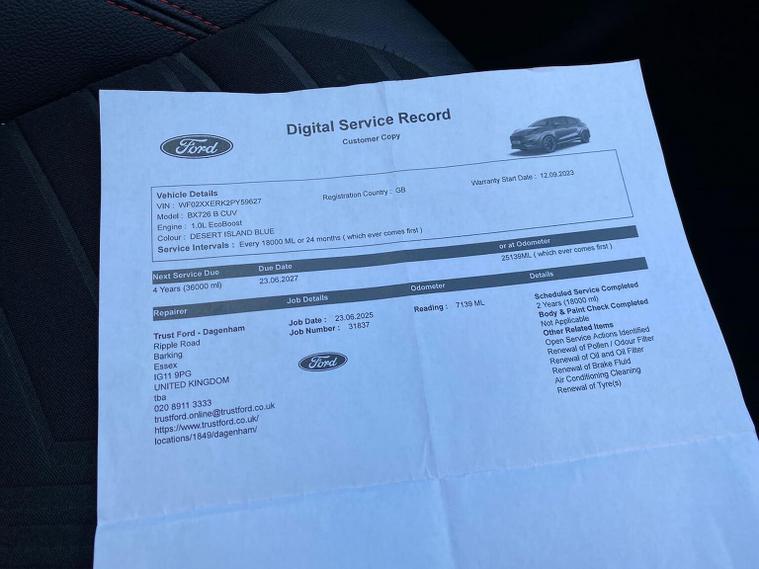 Digital Service Record
Customer Copy
Ford
Vehicle Details
VIN : WF02XXERK2PY59627
Registration Country : GB
Warranty Start Date : 12.09.2023
Model : BX726 B CUV
Engine : 1.0L EcoBoost
Colour : DESERT ISLAND BLUE
Service Intervals : Every 18000 ML or 24 months ( which ever comes first )
Next Service Due Due Date or at Odometer
4 Years (36000 ml) 23.06.2027 25139ML ( which ever comes first )
Repairer Job Details Odometer Details
Trust Ford - Dagenham
Ripple Road
Barking
Essex
IG11 9PG
UNITED KINGDOM
tba
020 8911 3333
trustford.online@trustford.co.uk
https://www.trustford.co.uk/
locations/1849/dagenham/
Job Date : 23.06.2025
Job Number : 31837
Ford
Reading : 7139 ML
Scheduled Service Completed
2 Years (18000 ml)
Body & Paint Check Completed
Not Applicable
Other Related Items
Open Service Actions Identified
Renewal of Pollen / Odour Filter
Renewal of Oil and Oil Filter
Renewal of Brake Fluid
Air Conditioning Cleaning
Renewal of Tyre(s)